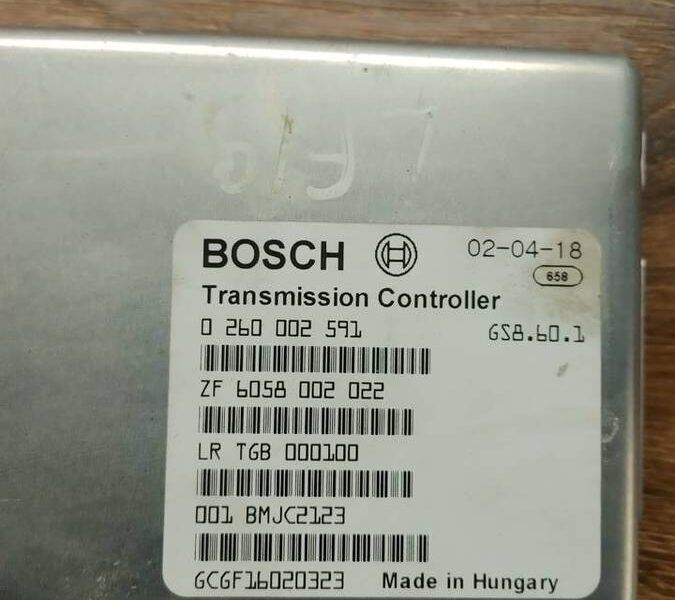 BOSCH 02-04-18
658
Transmission Controller
0 260 002 591 GS8.60.1
ZF 6058 002 022
LR TGB 000100
001 BMJC2123
GCGF16020323 Made in Hungary